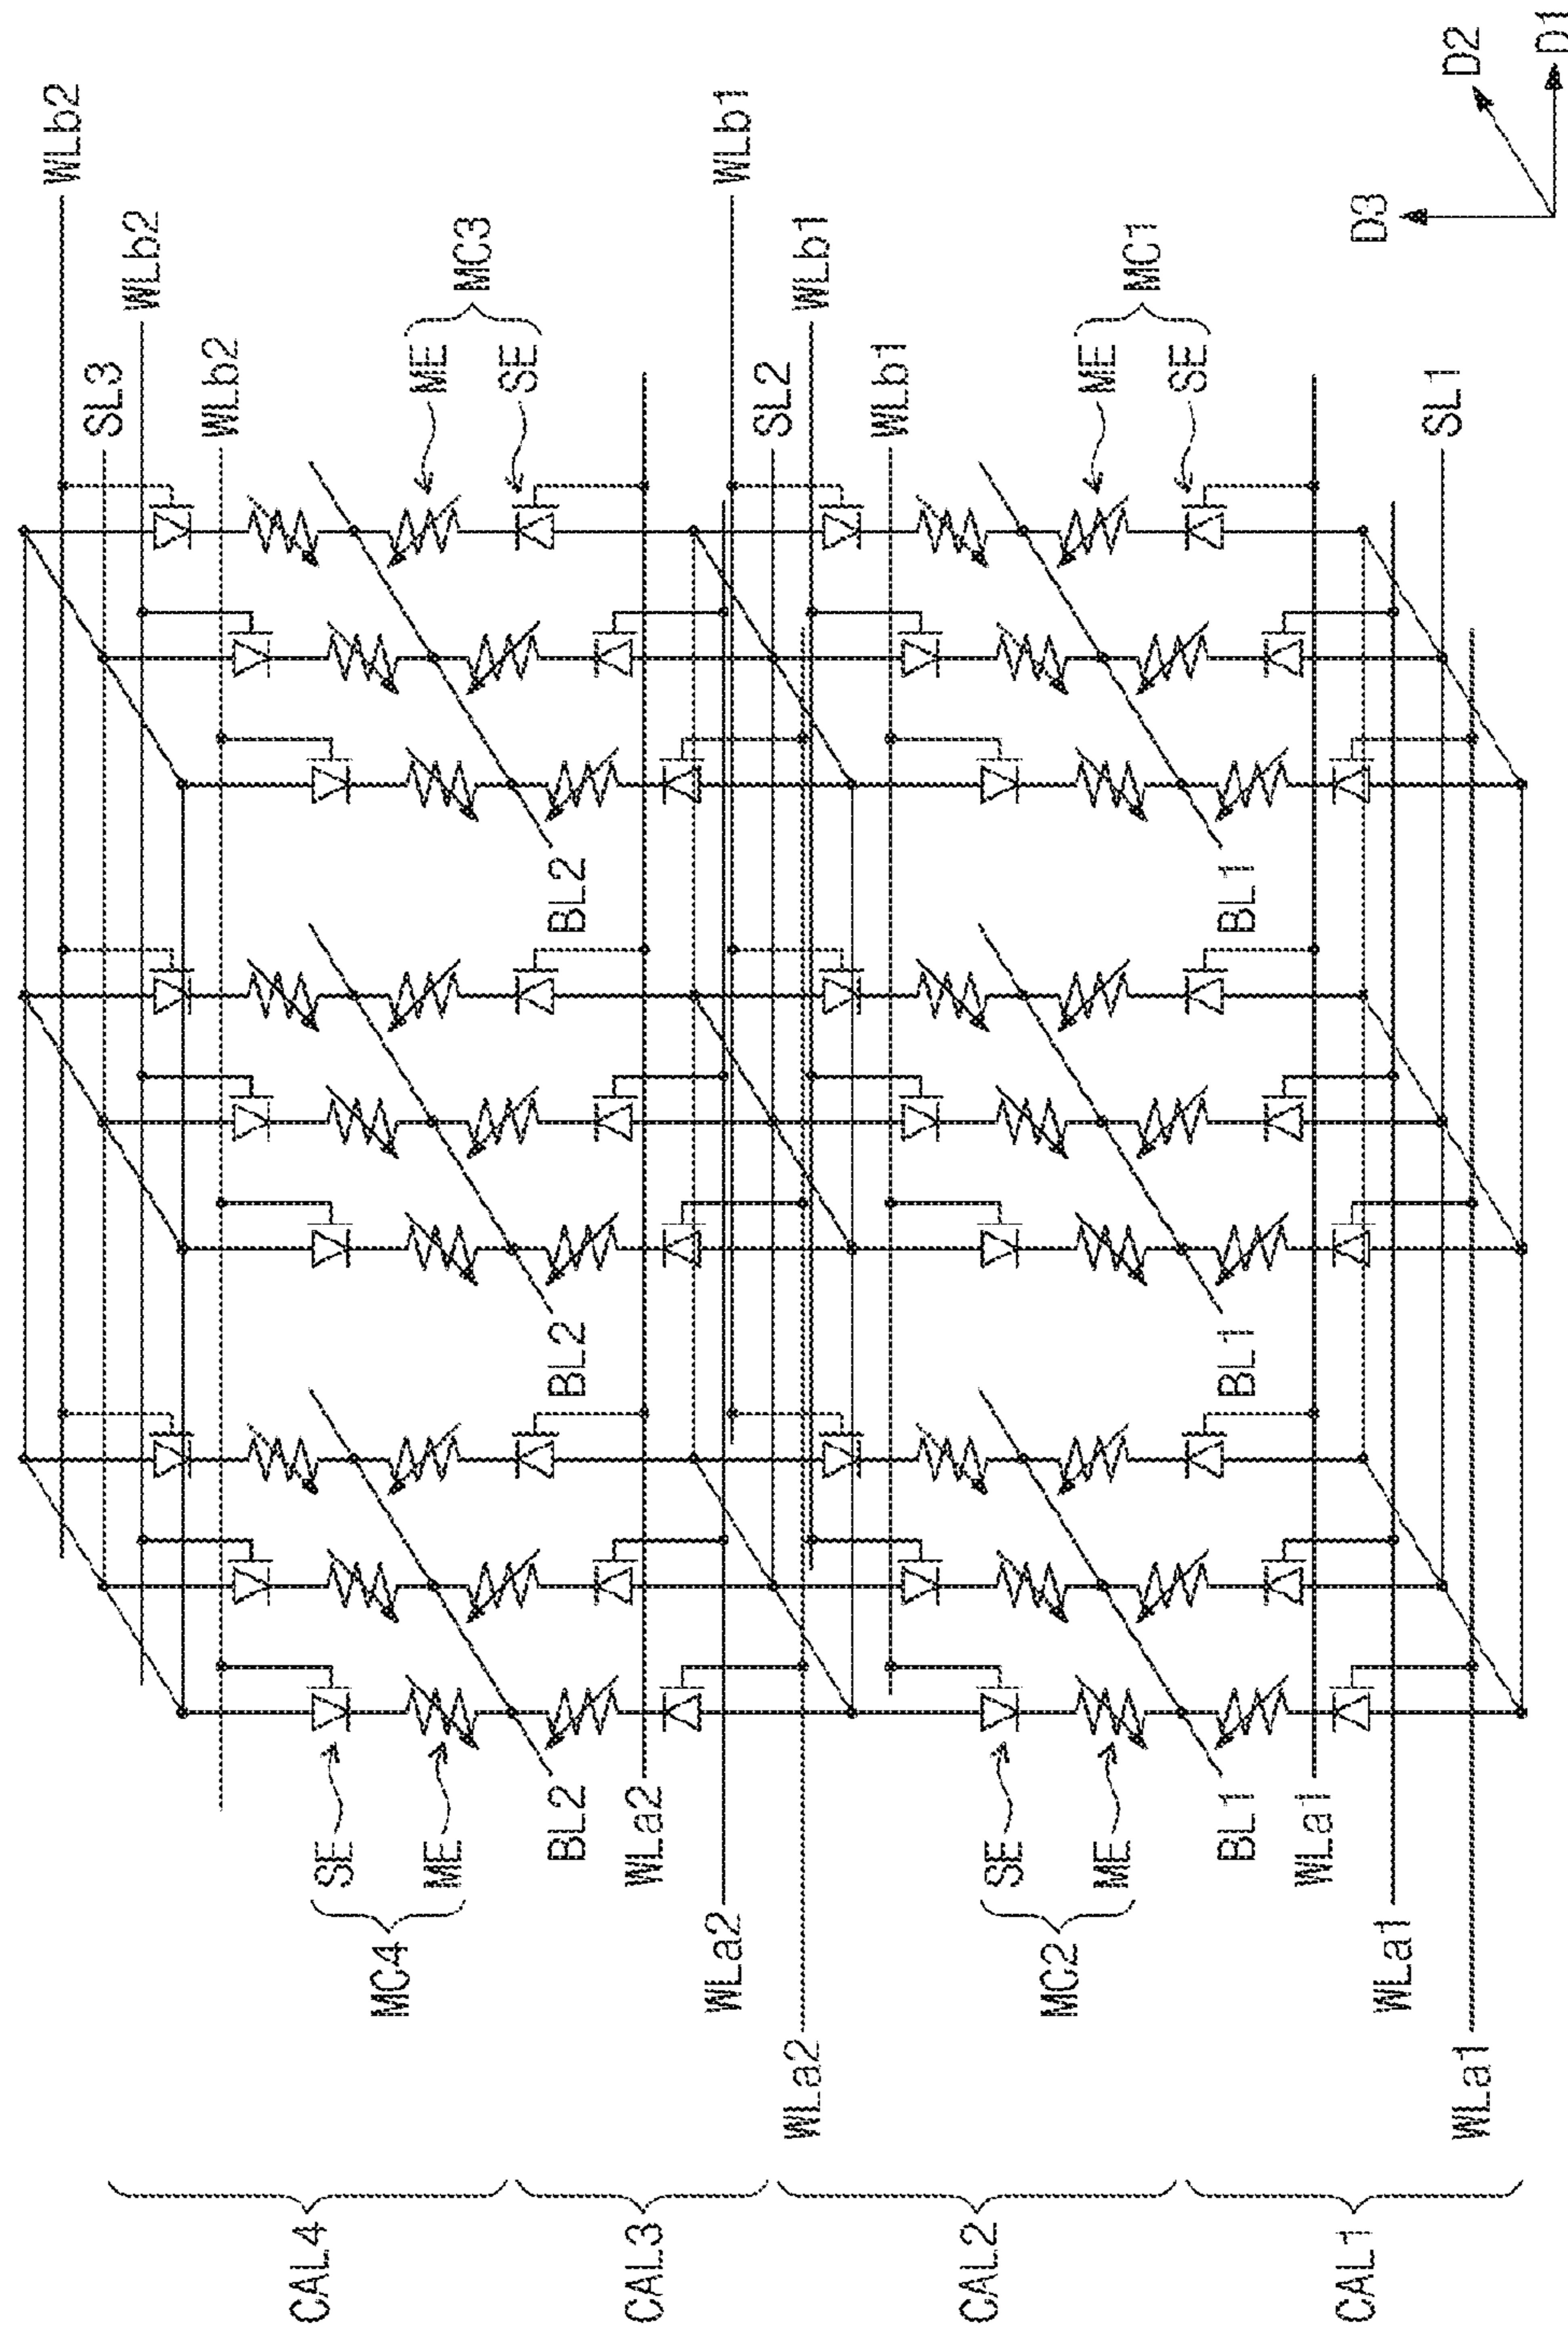 WLb2
SL3
WLb2
WLb2
CAL4
SE
MC4
ME
ME
MC3
SE
BL2
BL2
BL2
CAL3
WLa2
WLa2
WLb1
SL2
WLa2
WLb1
WLb1
CAL2
SE
MC2
ME
ME
MC1
SE
BL1
BL1
BL1
WLa1
CAL1
D3
WLa1
SL1
D2
WLa1
D1